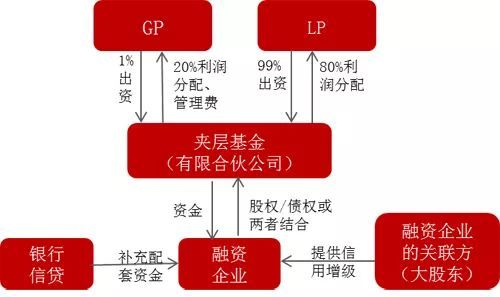 GP
LP
1%
出资
20%利润
分配、
管理费
99%
出资
80%利
润分配
夹层基金
（有限合伙公司）
资金
股权/债权或
两者结合
银行
信贷
补充配
套资金
融资
企业
提供信
用增级
融资企业
的关联方
（大股东）